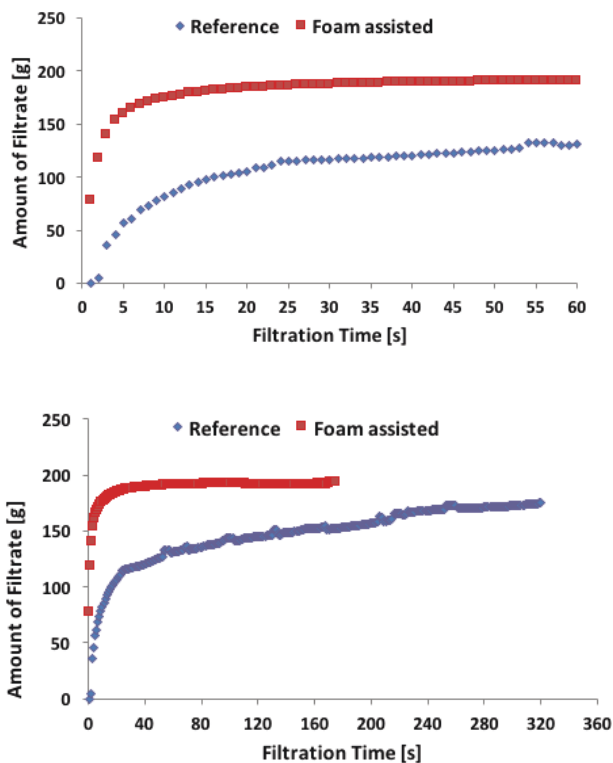 Reference
Foam assisted
Amount of Filtrate [g]
250
200
150
100
50
0
0 5 10 15 20 25 30 35 40 45 50 55 60
Filtration Time [s]
Reference
Foam assisted
Amount of Filtrate [g]
250
200
150
100
50
0
0 40 80 120 160 200 240 280 320 360
Filtration Time [s]